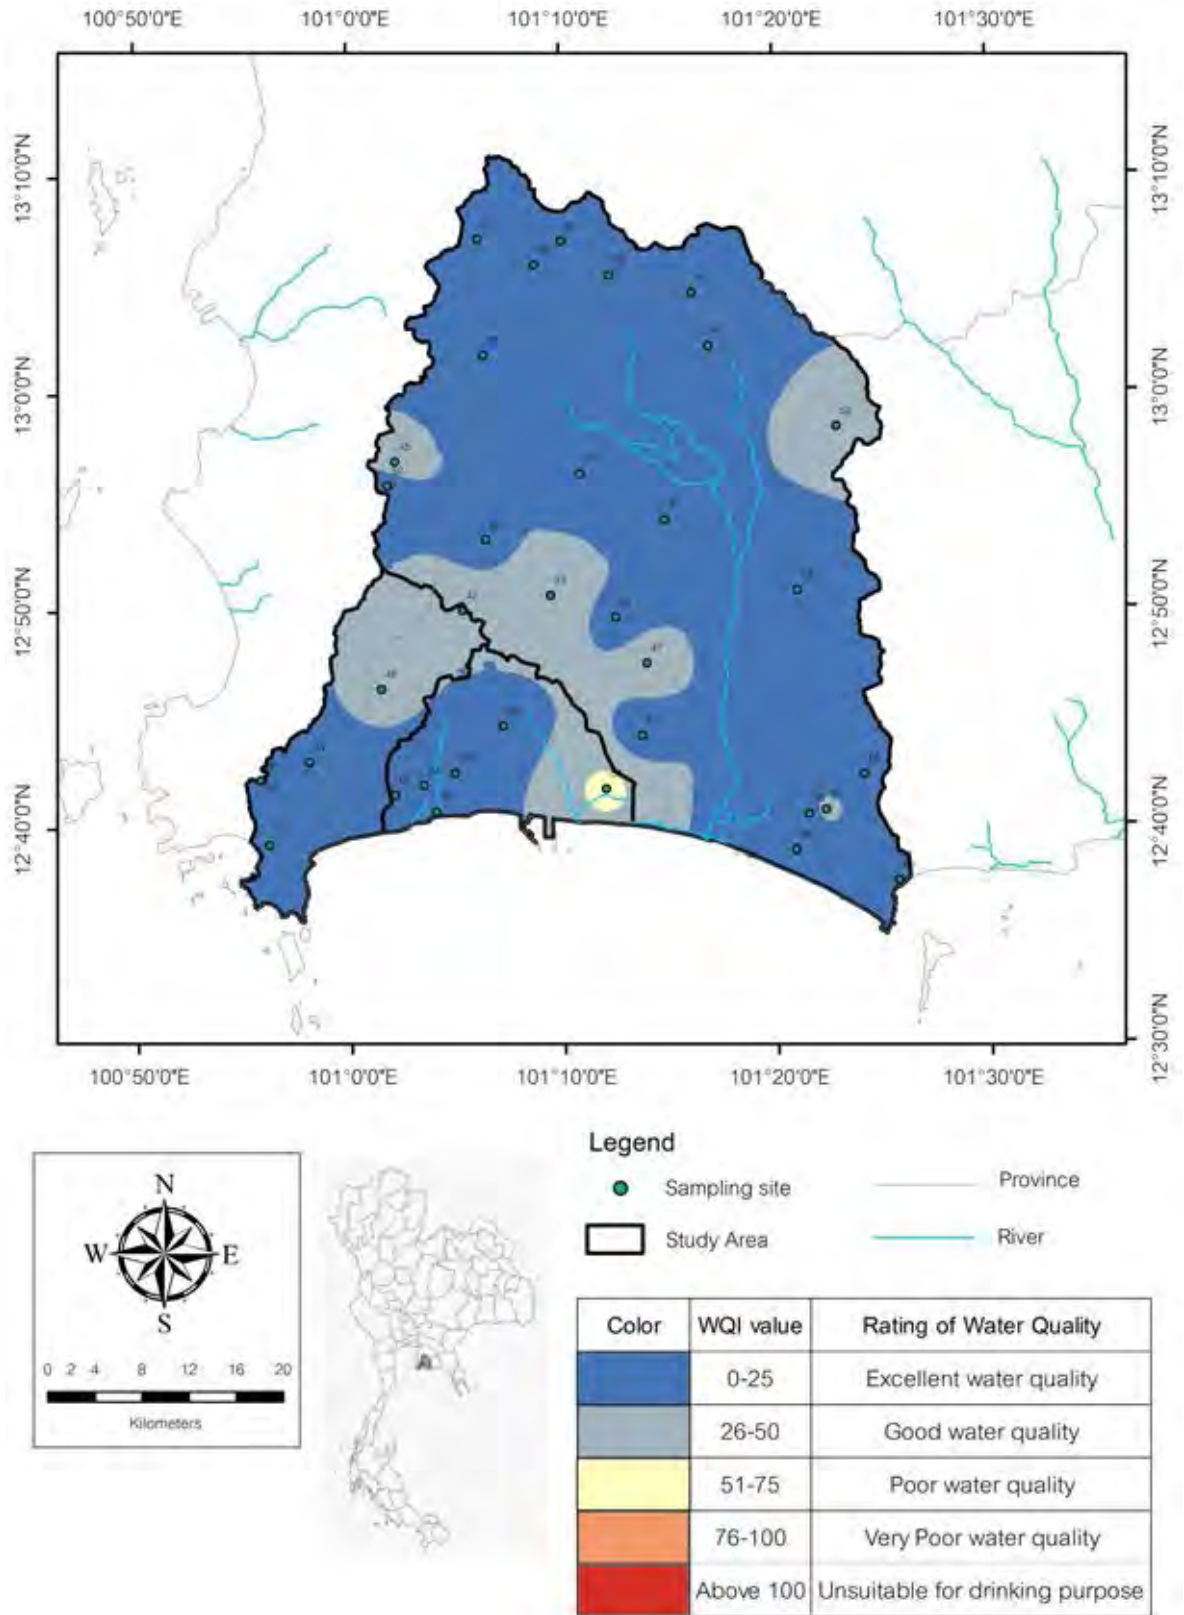 100°50'0"E 101°0'0"E 101°10'0"E 101°20'0"E 101°30'0"E
13°10'0"N 13°10'0"N
13°0'0"N 13°0'0"N
12°50'0"N 12°50'0"N
12°40'0"N 12°40'0"N
12°30'0"N
100°50'0"E 101°0'0"E 101°10'0"E 101°20'0"E 101°30'0"E
N
W E
S
0 2 4 8 12 16 20
Kilometers
Legend
Sampling site Province
Study Area River
Color WQI value Rating of Water Quality
0-25 Excellent water quality
26-50 Good water quality
51-75 Poor water quality
76-100 Very Poor water quality
Above 100 Unsuitable for drinking purpose